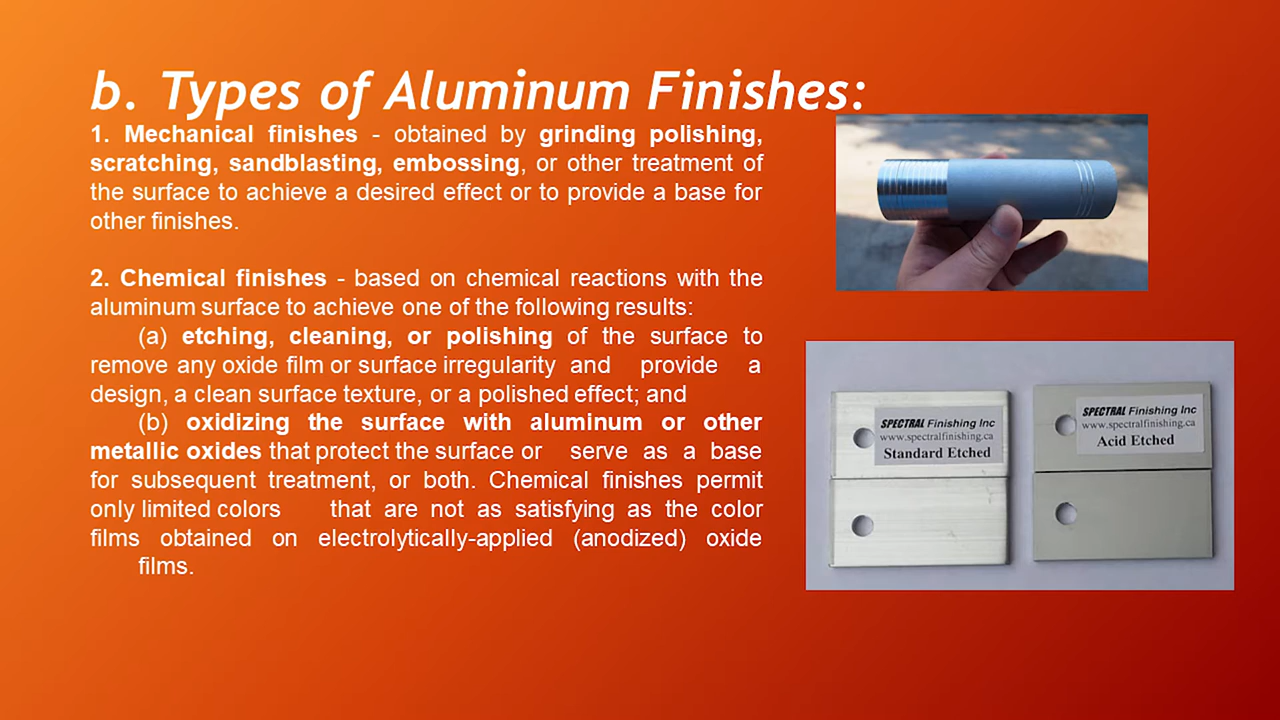 b. Types of Aluminum Finishes:
1. Mechanical finishes - obtained by grinding polishing,
scratching, sandblasting, embossing, or other treatment of
the surface to achieve a desired effect or to provide a base for
other finishes.
2. Chemical finishes - based on chemical reactions with the
aluminum surface to achieve one of the following results:
(a) etching, cleaning, or polishing of the surface to
remove any oxide film or surface irregularity and provide a
design, a clean surface texture, or a polished effect; and
(b) oxidizing the surface with aluminum or other
metallic oxides that protect the surface or serve as a base
for subsequent treatment, or both. Chemical finishes permit
only limited colors that are not as satisfying as the color
films obtained on electrolytically-applied (anodized) oxide
films.
SPECTRAL Finishing Inc
www.spectralfinishing.ca
Standard Etched
SPECTRAL Finishing Inc
www.spectralfinishing.ca
Acid Etched